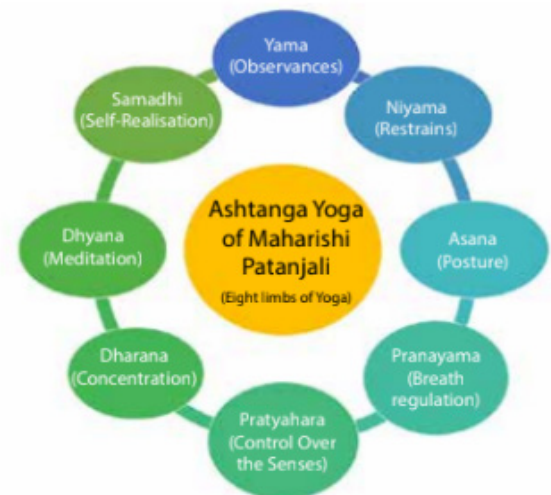 Yama
(Observances)
Niyama
(Restrains)
Asana
(Posture)
Pranayama
(Breath
regulation)
Pratyahara
(Control Over
the Senses)
Dharana
(Concentration)
Dhyana
(Meditation)
Samadhi
(Self-Realisation)
Ashtanga Yoga
of Maharishi
Patanjali
(Eight limbs of Yoga)